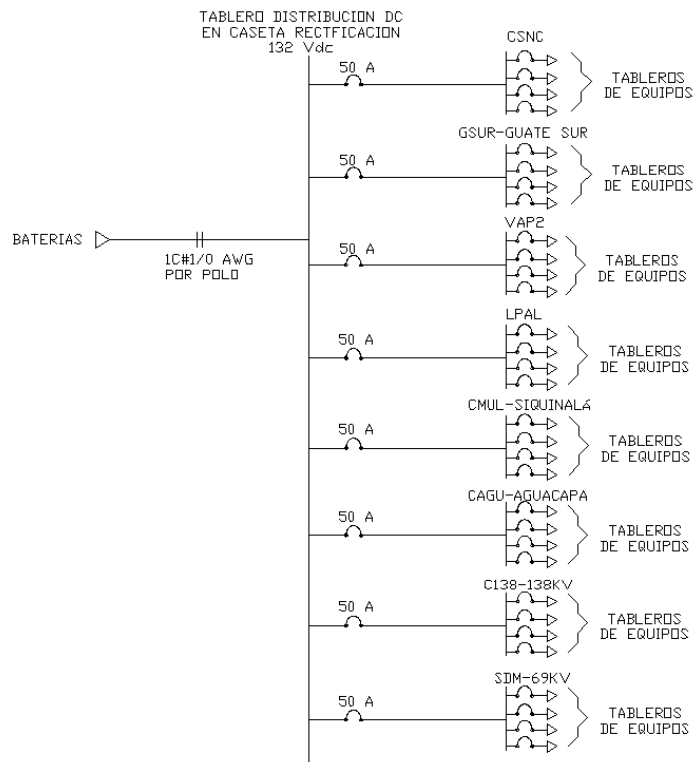 TABLERO DISTRIBUCION DC
EN CASETA RECTFICACION
132 Vdc
CSNC
50 A
TABLEROS
DE EQUIPOS
GSUR-GUATE SUR
50 A
TABLEROS
DE EQUIPOS
BATERIAS
1C#1/0 AWG
POR POLO
VAP2
50 A
TABLEROS
DE EQUIPOS
LPAL
50 A
TABLEROS
DE EQUIPOS
CMUL-SIQUINALÁ
50 A
TABLEROS
DE EQUIPOS
CAGU-AGUACAPA
50 A
TABLEROS
DE EQUIPOS
C138-138KV
50 A
TABLEROS
DE EQUIPOS
SDM-69KV
50 A
TABLEROS
DE EQUIPOS